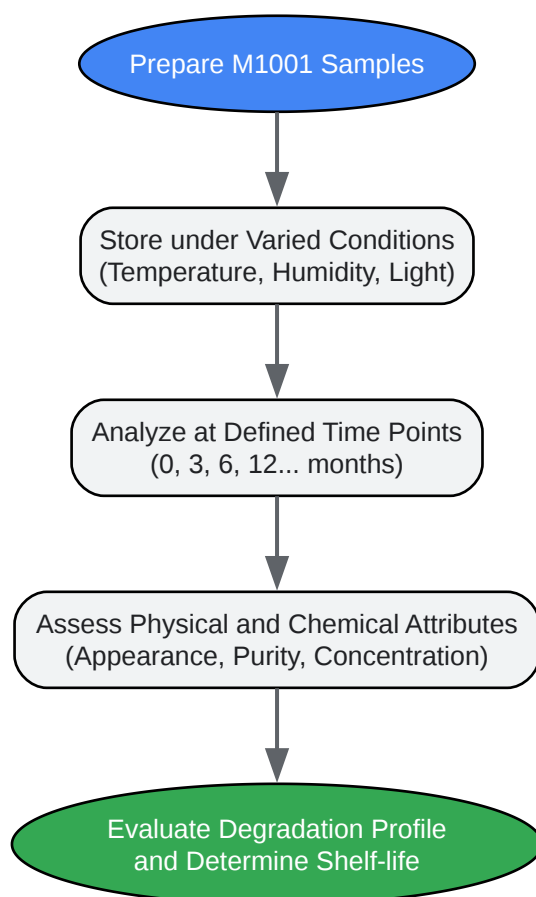 Prepare M1001 Samples
Store under Varied Conditions
(Temperature, Humidity, Light)
Analyze at Defined Time Points
(0, 3, 6, 12... months)
Assess Physical and Chemical Attributes
(Appearance, Purity, Concentration)
Evaluate Degradation Profile
and Determine Shelf-life